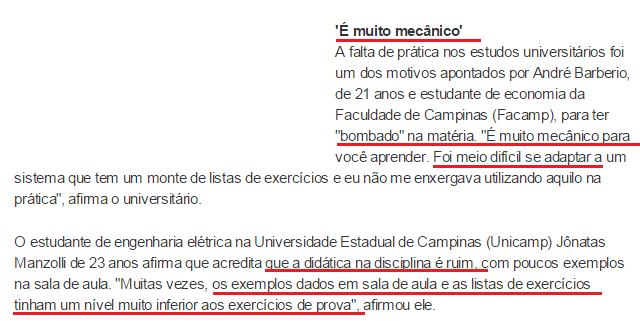 'É muito mecânico'
A falta de prática nos estudos universitários foi
um dos motivos apontados por André Barberio,
de 21 anos e estudante de economia da
Faculdade de Campinas (Facamp), para ter
"bombado" na matéria. "É muito mecânico para
você aprender. Foi meio difícil se adaptar a um
sistema que tem um monte de listas de exercícios e eu não me enxergava utilizando aquilo na
prática", afirma o universitário.
O estudante de engenharia elétrica na Universidade Estadual de Campinas (Unicamp) Jônatas
Manzolli de 23 anos afirma que acredita que a didática na disciplina é ruim, com poucos exemplos
na sala de aula. "Muitas vezes, os exemplos dados em sala de aula e as listas de exercícios
tinham um nível muito inferior aos exercícios de prova", afirmou ele.